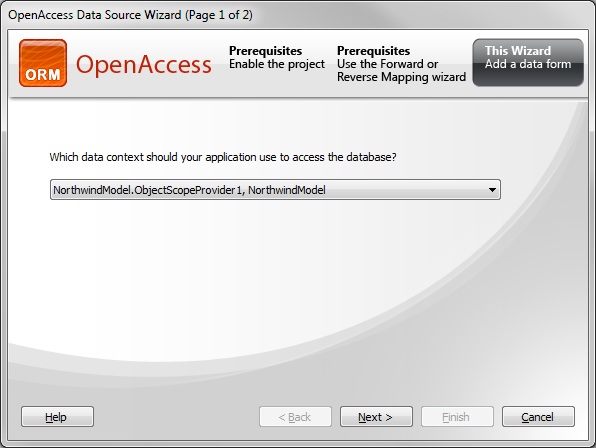 OpenAccess Data Source Wizard (Page 1 of 2)
ORM
OpenAccess
Prerequisites
Enable the project
Prerequisites
Use the Forward or
Reverse Mapping wizard
This Wizard
Add a data form
Which data context should your application use to access the database?
NorthwindModel.ObjectScopeProvider1, NorthwindModel
Help
< Back
Next >
Finish
Cancel